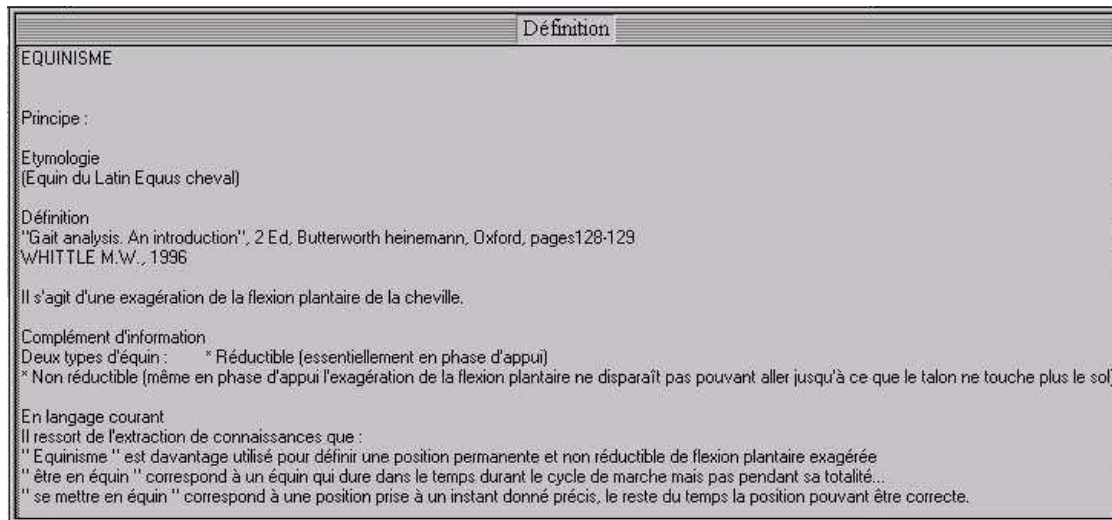 Définition
EQUINISME
Principe :
Etymologie
(Equin du Latin Equus cheval)
Définition
"Gait analysis. An introduction", 2 Ed, Butterworth heinemann, Oxford, pages128-129
WHITTLE M.W., 1996
Il s'agit d'une exagération de la flexion plantaire de la cheville.
Complément d'information
Deux types d'équin :     * Réductible (essentiellement en phase d'appui)
* Non réductible (même en phase d'appui l'exagération de la flexion plantaire ne disparaît pas pouvant aller jusqu'à ce que le talon ne touche plus le sol)
En langage courant
Il ressort de l'extraction de connaissances que :
" Equinisme " est davantage utilisé pour définir une position permanente et non réductible de flexion plantaire exagérée
" être en équin " correspond à un équin qui dure dans le temps durant le cycle de marche mais pas pendant sa totalité...
" se mettre en équin " correspond à une position prise à un instant donné précis, le reste du temps la position pouvant être correcte.